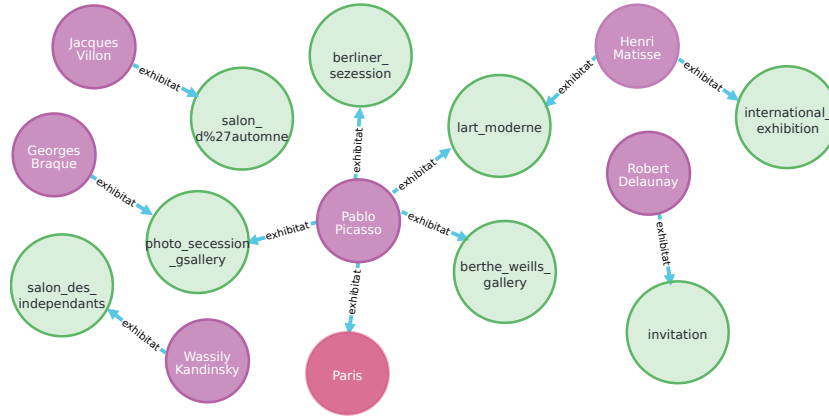 Jacques
Villon
exhibitat
salon_
d%27automne
berliner_
sezession
exhibitat
Henri
Matisse
exhibitat
exhibitat
lart_moderne
international_
exhibition
Georges
Braque
exhibitat
photo_secession
_gsallery
exhibitat
Pablo
Picasso
exhibitat
exhibitat
berthe_weills_
gallery
Robert
Delaunay
exhibitat
invitation
salon_des_
independants
exhibitat
Wassily
Kandinsky
exhibitat
Paris